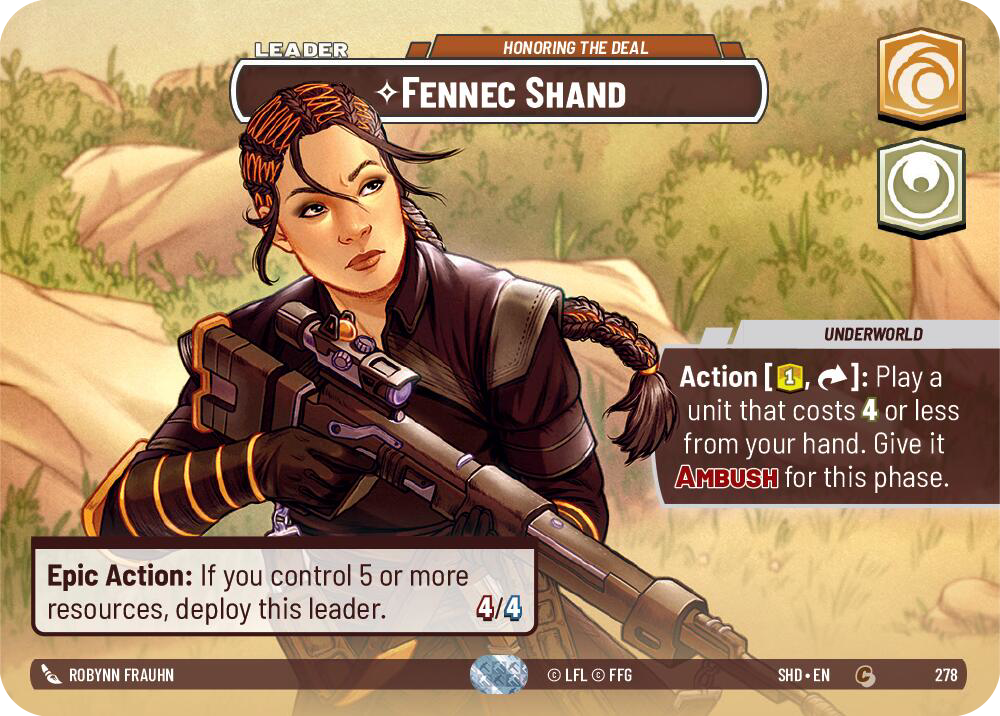 LEADER
HONORING THE DEAL
FENNEC SHAND
UNDERWORLD
Action [1, ]: Play a
unit that costs 4 or less
from your hand. Give it
AMBUSH for this phase.
Epic Action: If you control 5 or more
resources, deploy this leader.
4/4
ROBYNN FRAUHN
© LFL © FFG
SHD • EN
C
278